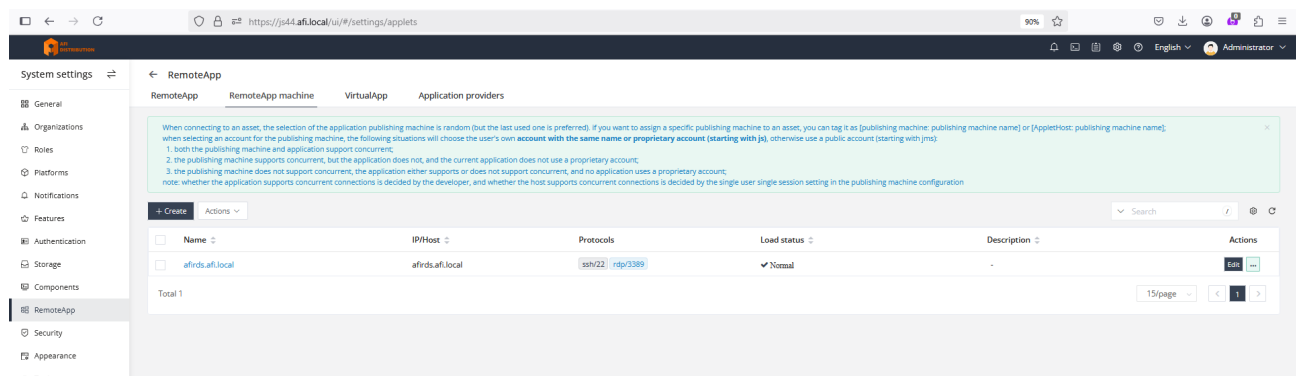 https://js44.afi.local/ui/#/settings/applets
90%
AFI
DISTRIBUTION
English
Administrator
System settings
General
Organizations
Roles
Platforms
Notifications
Features
Authentication
Storage
Components
RemoteApp
Security
Appearance
RemoteApp
RemoteApp
RemoteApp machine
VirtualApp
Application providers
When connecting to an asset, the selection of the application publishing machine is random (but the last used one is preferred). if you want to assign a specific publishing machine to an asset, you can tag it as [publishing machine: publishing machine name] or [AppletHost: publishing machine name];
when selecting an account for the publishing machine, the following situations will choose the user's own account with the same name or proprietary account (starting with js), otherwise use a public account (starting with jms):
1. both the publishing machine and application support concurrent;
2. the publishing machine supports concurrent, but the application does not, and the current application does not use a proprietary account;
3. the publishing machine does not support concurrent, the application either supports or does not support concurrent, and no application uses a proprietary account;
note: whether the application supports concurrent connections is decided by the developer, and whether the host supports concurrent connections is decided by the single user single session setting in the publishing machine configuration
+ Create
Actions
Search
/
Name
IP/Host
Protocols
Load status
Description
Actions
afirds.afi.local
afirds.afi.local
ssh/22
rdp/3389
✔ Normal
-
Edit
...
Total 1
15/page
1